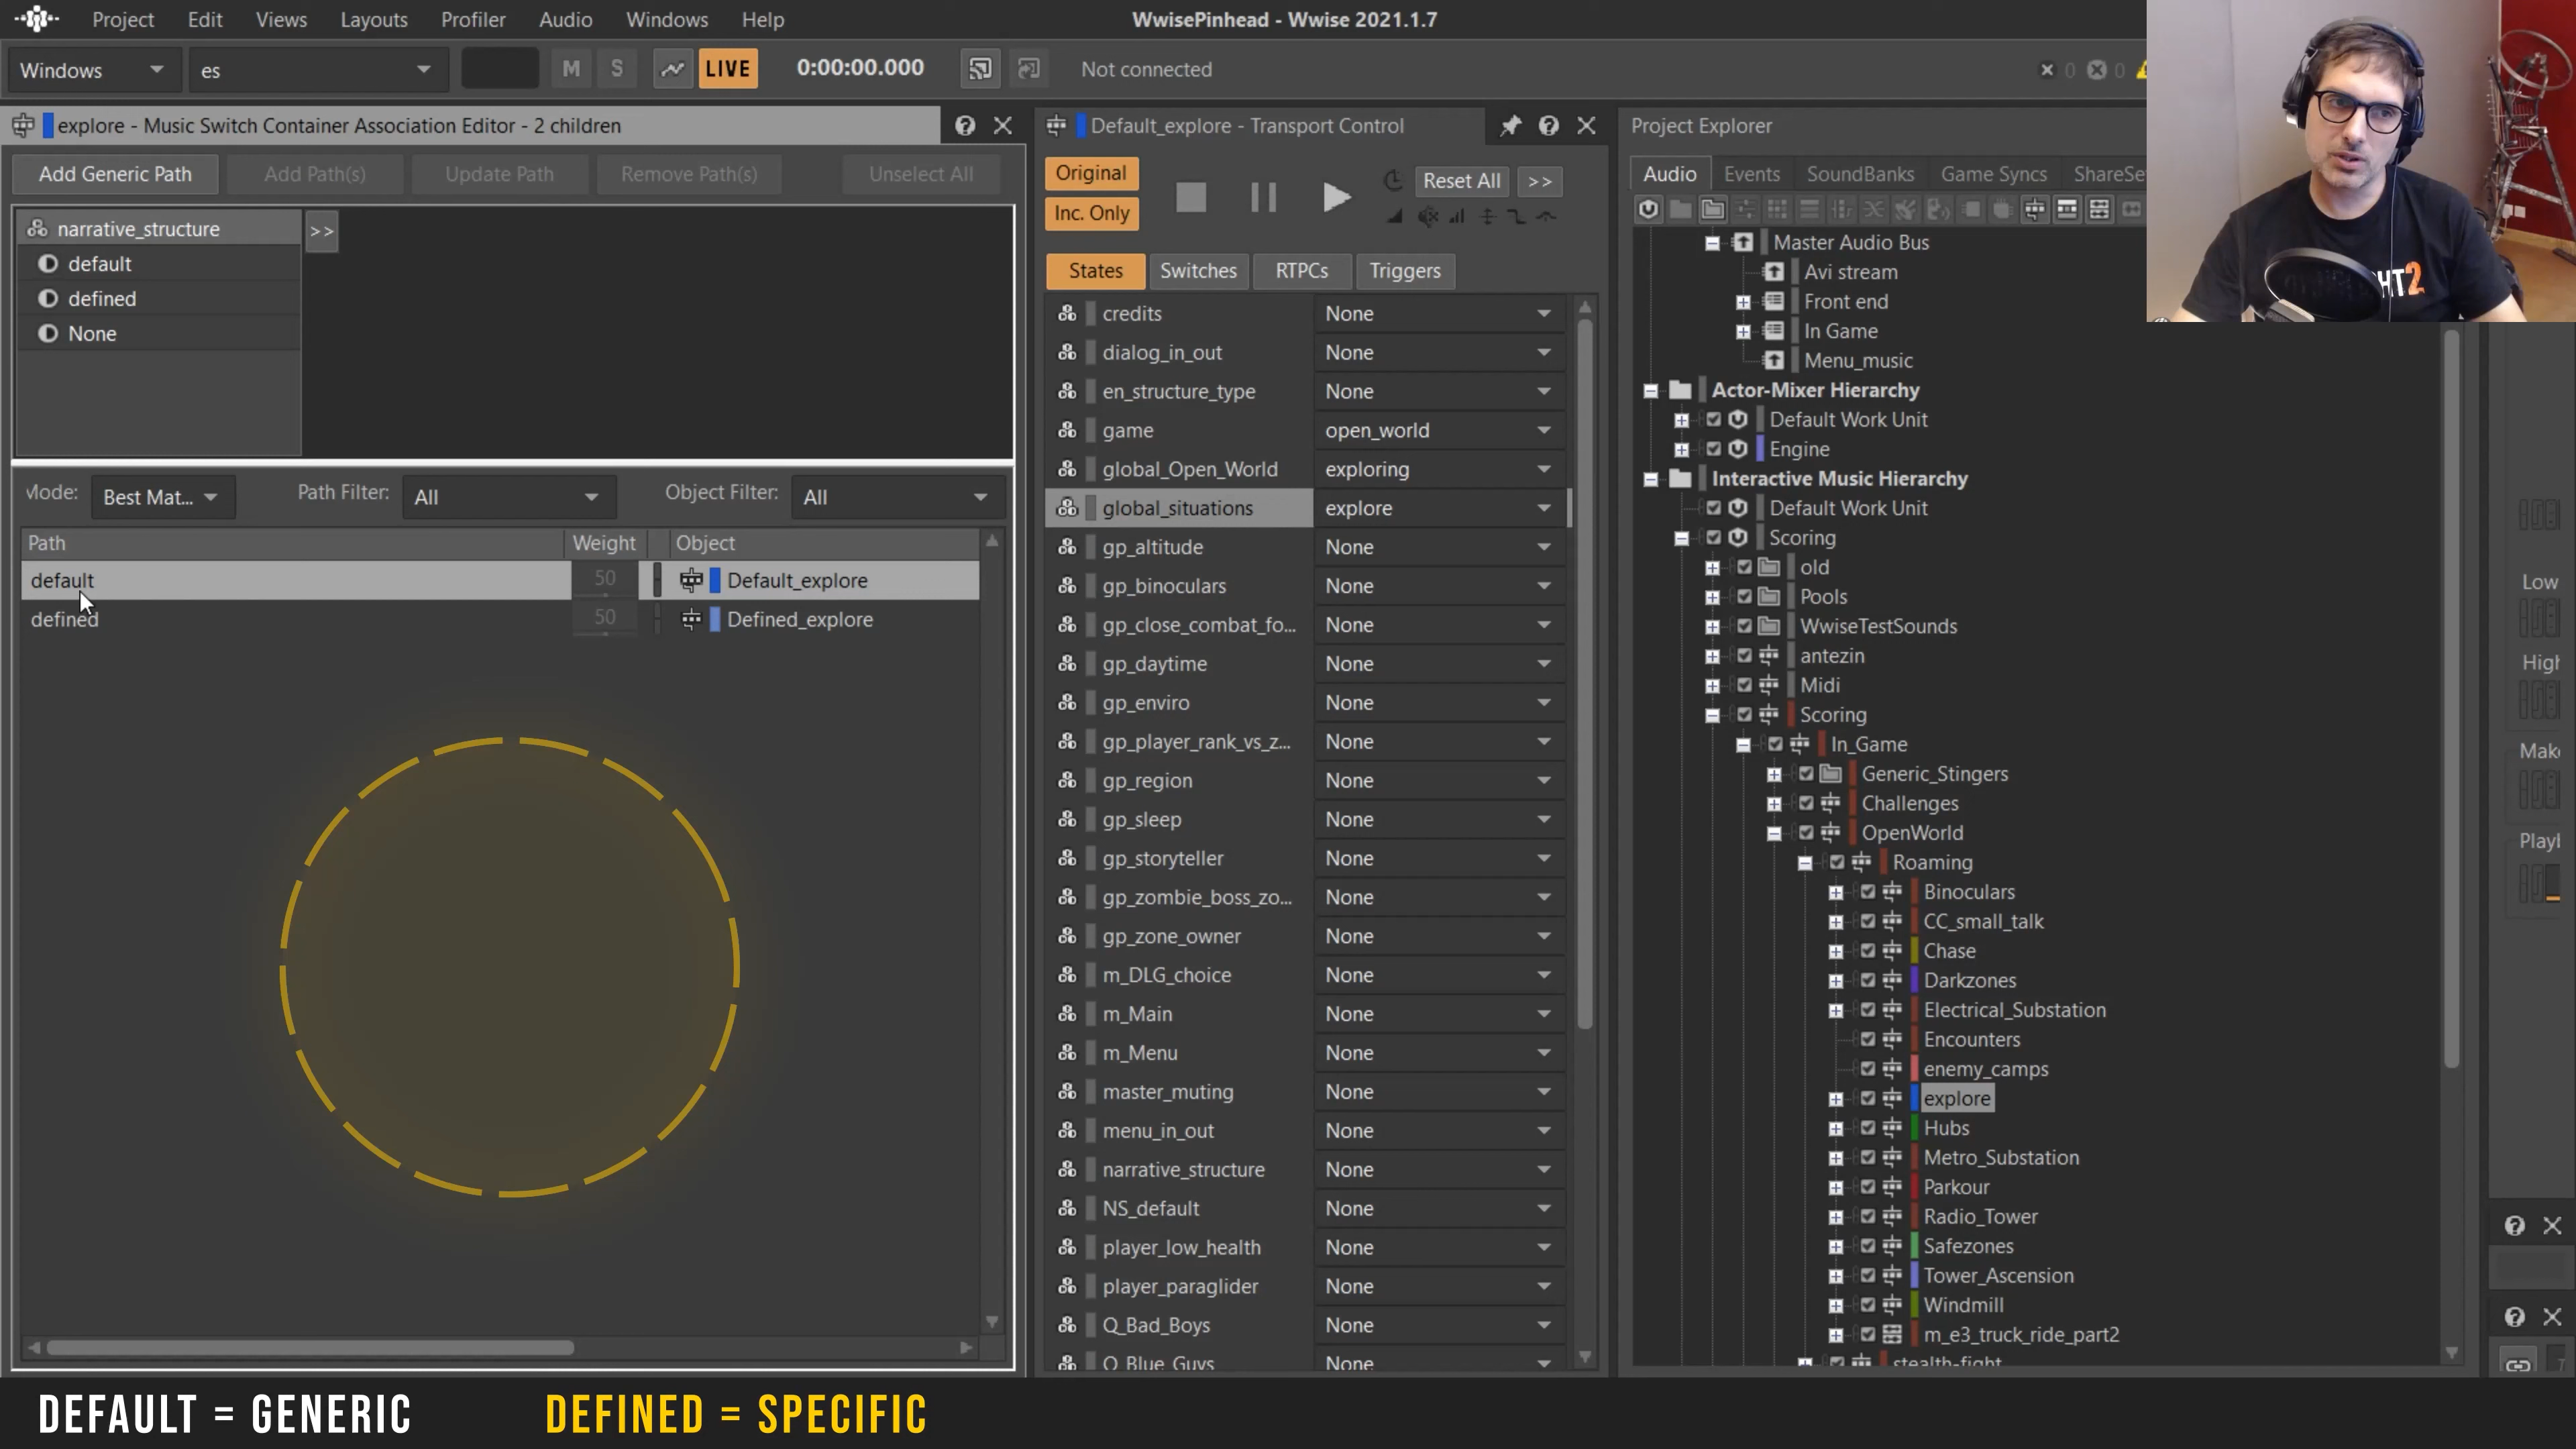 Project Edit Views Layouts Profiler Audio Windows Help
WwisePinhead - Wwise 2021.1.7
Windows es M S LIVE 0:00:00.000 Not connected 0 0
explore - Music Switch Container Association Editor - 2 children
Add Generic Path Add Path(s) Update Path Remove Path(s) Unselect All
narrative_structure >>
default
defined
None
Mode: Best Mat... Path Filter: All Object Filter: All
Path Weight Object
default 50 Default_explore
defined 50 Defined_explore
Default_explore - Transport Control
Original
Inc. Only
Reset All >>
States Switches RTPCs Triggers
credits None
dialog_in_out None
en_structure_type None
game open_world
global_Open_World exploring
global_situations explore
gp_altitude None
gp_binoculars None
gp_close_combat_fo... None
gp_daytime None
gp_enviro None
gp_player_rank_vs_z... None
gp_region None
gp_sleep None
gp_storyteller None
gp_zombie_boss_zo... None
gp_zone_owner None
m_DLG_choice None
m_Main None
m_Menu None
master_muting None
menu_in_out None
narrative_structure None
NS_default None
player_low_health None
player_paraglider None
Q_Bad_Boys None
Q_Blue_Guys None
Project Explorer
Audio Events SoundBanks Game Syncs ShareSe
Master Audio Bus
Avi stream
Front end
In Game
Menu_music
Actor-Mixer Hierarchy
Default Work Unit
Engine
Interactive Music Hierarchy
Default Work Unit
Scoring
old
Pools
WwiseTestSounds
antezin
Midi
Scoring
In_Game
Generic_Stingers
Challenges
OpenWorld
Roaming
Binoculars
CC_small_talk
Chase
Darkzones
Electrical_Substation
Encounters
enemy_camps
explore
Hubs
Metro_Substation
Parkour
Radio_Tower
Safezones
Tower_Ascension
Windmill
m_e3_truck_ride_part2
stealth-fight
Low
High
Make
Playl
HT2
DEFAULT = GENERIC DEFINED = SPECIFIC